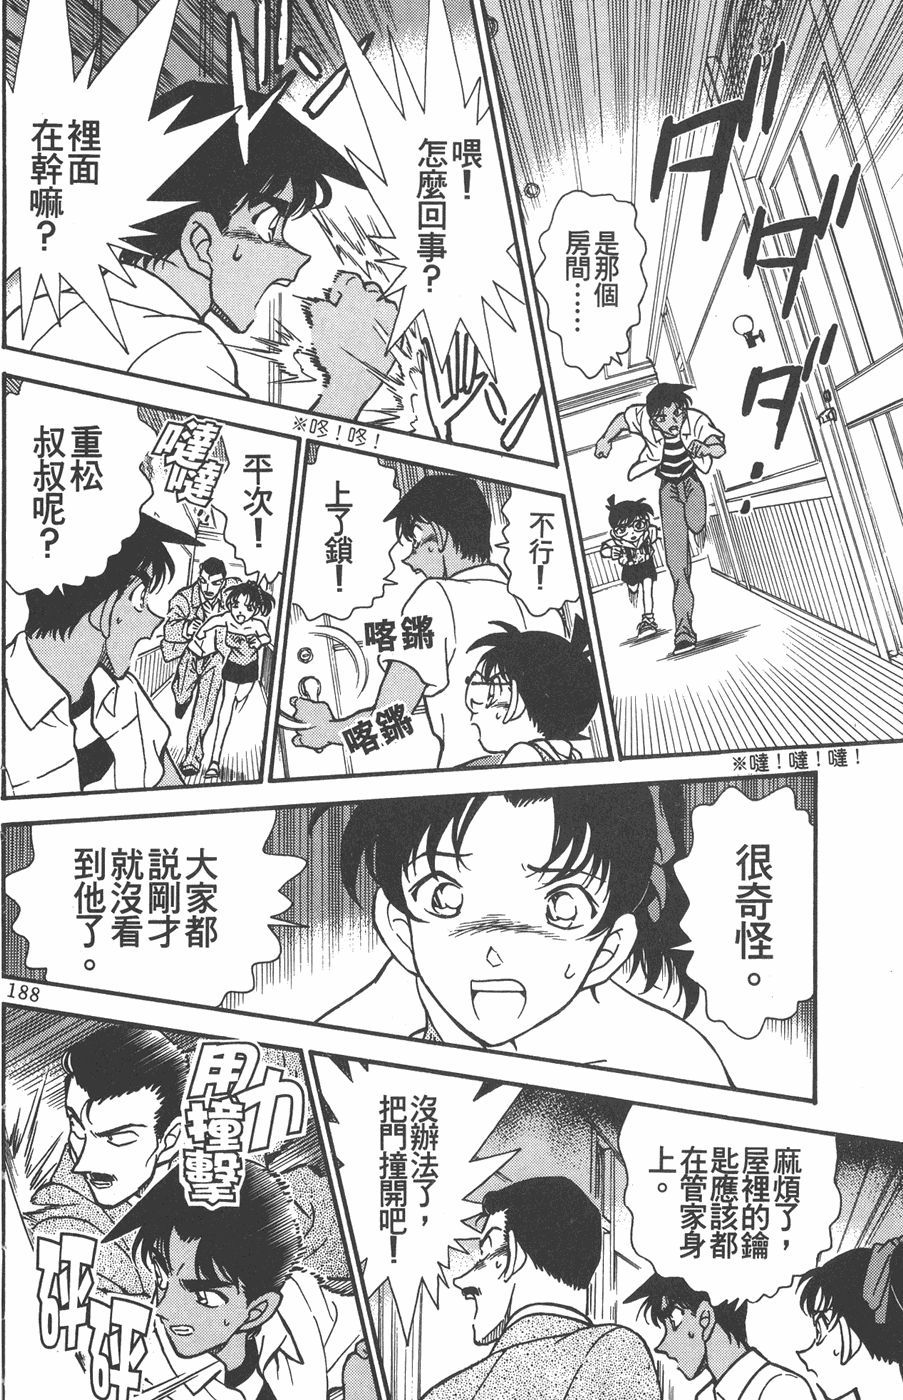 ダダダ
ダダ…
是那個
房間……
※噠！噠！噠！
喂！
怎麼回事？
裡面
在幹嘛？
※咚！咚！
不行！
上了鎖！
喀鏘
喀鏘
平次！
噠噠
重松
叔叔呢？
很奇怪。
大家都
說剛才
就沒看
到他了。
188
麻煩了，
屋裡的鑰
匙應該都
在管家身
上。
沒辦法了，
把門撞開吧！
用力
撞擊
砰砰